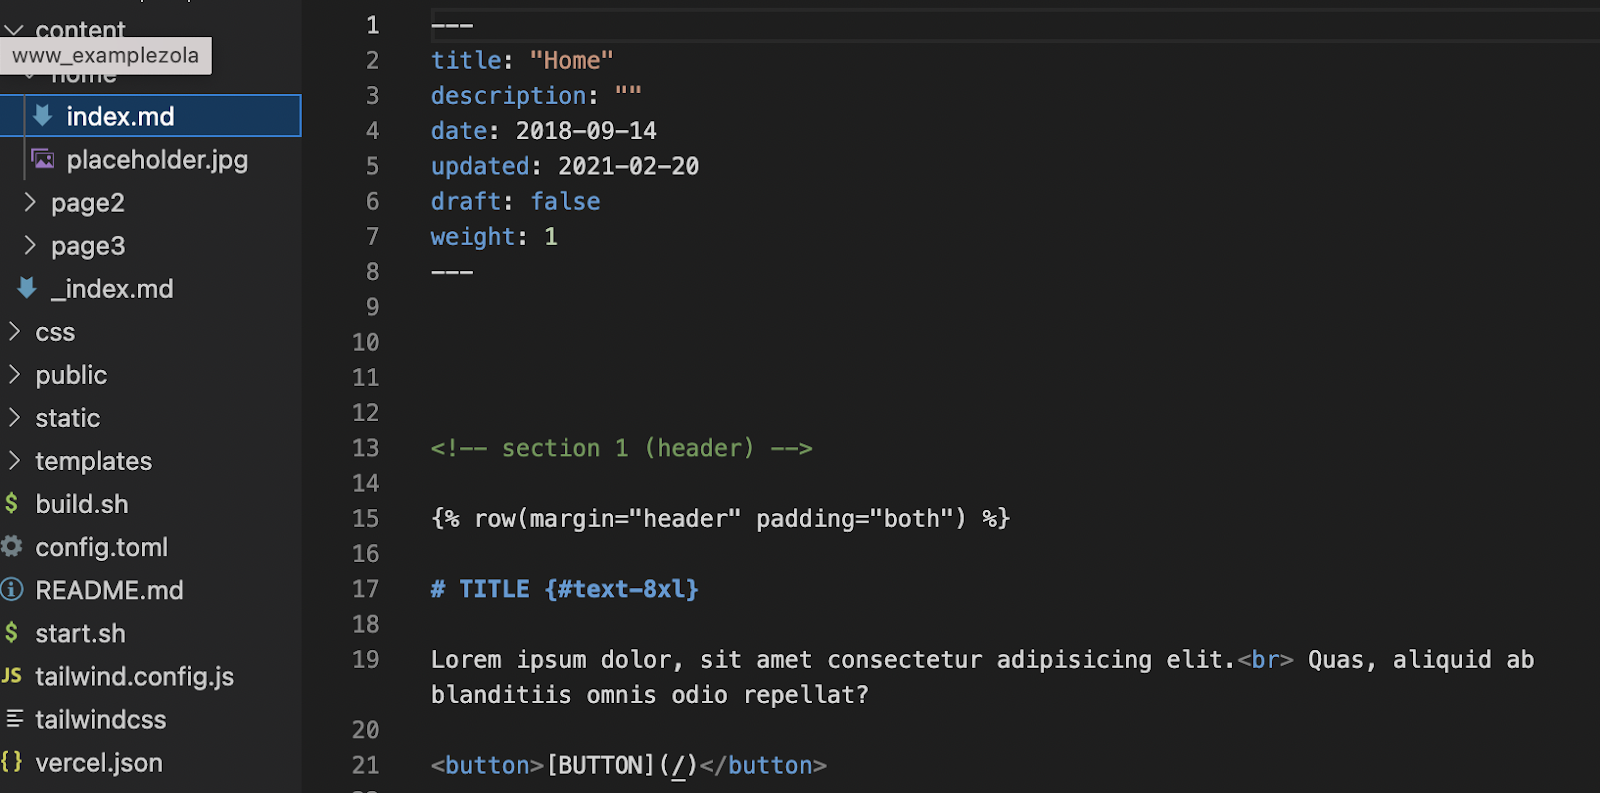 content
www_examplezola
home
index.md
placeholder.jpg
page2
page3
_index.md
css
public
static
templates
build.sh
config.toml
README.md
start.sh
JS tailwind.config.js
tailwindcss
vercel.json
1 ---
2 title: "Home"
3 description: ""
4 date: 2018-09-14
5 updated: 2021-02-20
6 draft: false
7 weight: 1
8 ---
9
10
11
12
13 <!-- section 1 (header) -->
14
15 {% row(margin="header" padding="both") %}
16
17 # TITLE {#text-8xl}
18
19 Lorem ipsum dolor, sit amet consectetur adipisicing elit.<br> Quas, aliquid ab
blanditiis omnis odio repellat?
20
21 <button>[BUTTON](/)</button>